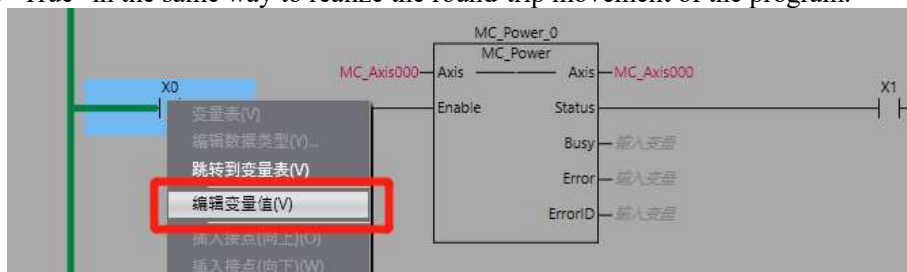 "True" in the same way to realize the round-trip movement of the program.
MC_Power_0
MC_Power
MC_Axis000 Axis Axis MC_Axis000
X0 X1
Enable Status
Busy 输入变量
Error 输入变量
ErrorID 输入变量
变量表(V)
编辑数据类型(Y)...
跳转到变量表(V)
编辑变量值(V)
插入接点(向上)(O)
插入接点(向下)(W)